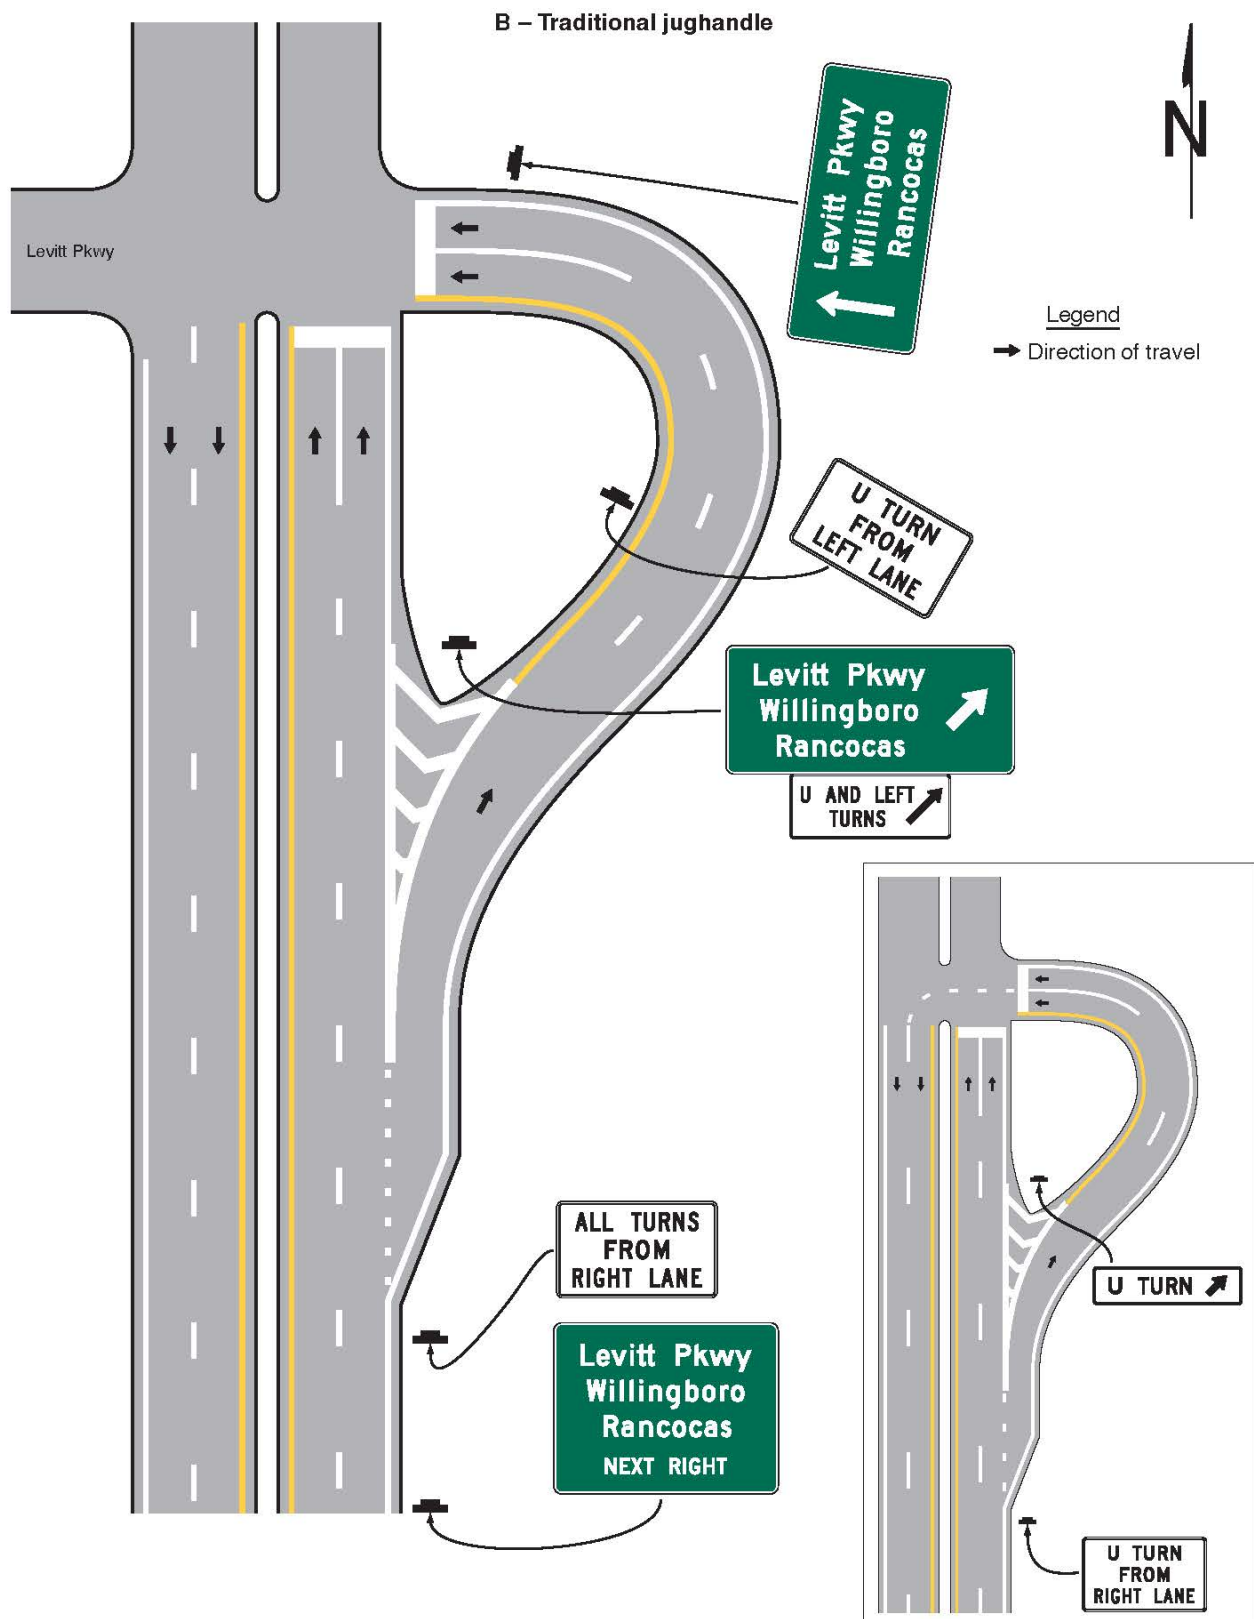 B – Traditional jughandle
N
Levitt Pkwy
Willingboro
Rancocas
Levitt Pkwy
Legend
Direction of travel
U TURN
FROM
LEFT LANE
Levitt Pkwy
Willingboro
Rancocas
U AND LEFT
TURNS
ALL TURNS
FROM
RIGHT LANE
Levitt Pkwy
Willingboro
Rancocas
NEXT RIGHT
U TURN
U TURN
FROM
RIGHT LANE